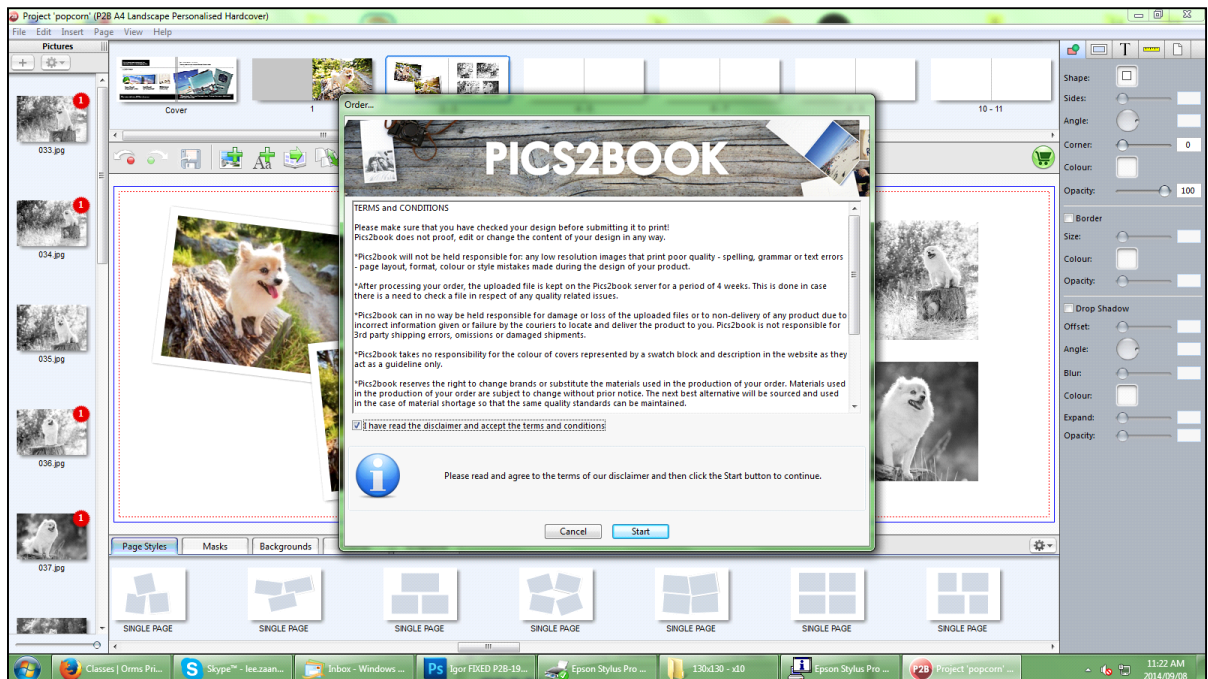 Project 'popcorn' (P2B A4 Landscape Personalised Hardcover)
File Edit Insert Page View Help
Pictures
033.jpg
034.jpg
035.jpg
036.jpg
037.jpg
Cover
1
10 - 11
Order...
PICS2BOOK
TERMS and CONDITIONS
Please make sure that you have checked your design before submitting it to print!
Pics2book does not proof, edit or change the content of your design in any way.
*Pics2book will not be held responsible for: any low resolution images that print poor quality - spelling, grammar or text errors
- page layout, format, colour or style mistakes made during the design of your product.
*After processing your order, the uploaded file is kept on the Pics2book server for a period of 4 weeks. This is done in case
there is a need to check a file in respect of any quality related issues.
*Pics2book can in no way be held responsible for damage or loss of the uploaded files or to non-delivery of any product due to
incorrect information given or failure by the couriers to locate and deliver the product to you. Pics2book is not responsible for
3rd party shipping errors, omissions or damaged shipments.
*Pics2book takes no responsibility for the colour of covers represented by a swatch block and description in the website as they
act as a guideline only.
*Pics2book reserves the right to change brands or substitute the materials used in the production of your order. Materials used
in the production of your order are subject to change without prior notice. The next best alternative will be sourced and used
in the case of material shortage so that the same quality standards can be maintained.
I have read the disclaimer and accept the terms and conditions
Please read and agree to the terms of our disclaimer and then click the Start button to continue.
Cancel Start
Shape:
Sides:
Angle:
Corner: 0
Colour:
Opacity: 100
Border
Size:
Colour:
Opacity:
Drop Shadow
Offset:
Angle:
Blur:
Colour:
Expand:
Opacity:
Page Styles Masks Backgrounds
SINGLE PAGE SINGLE PAGE SINGLE PAGE SINGLE PAGE SINGLE PAGE SINGLE PAGE SINGLE PAGE
Classes | Orms Pri... Skype™ - lee.zaan... Inbox - Windows ... Igor FIXED P2B-19... Epson Stylus Pro ... 130x130 - x10 Epson Stylus Pro ... Project 'popcorn' ...
11:22 AM
2014/09/08